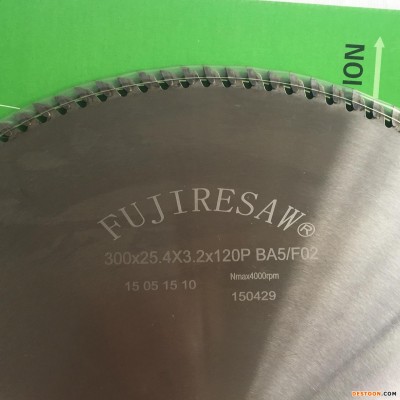 ION
FUJIRESAW®
300x25.4X3.2x120P BA5/F02
Nmax4000rpm
15 05 15 10
150429
DESTOON.COM